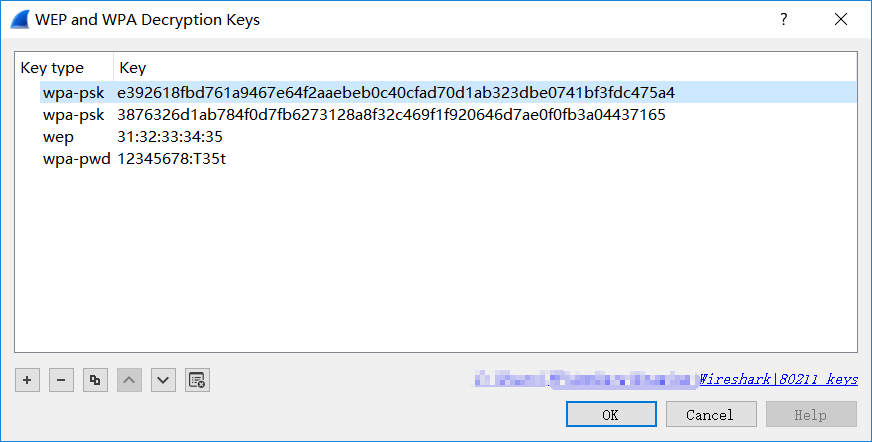 WEP and WPA Decryption Keys
Key type Key
wpa-psk e392618fbd761a9467e64f2aaebeb0c40cfad70d1ab323dbe0741bf3fdc475a4
wpa-psk 3876326d1ab784f0d7fb6273128a8f32c469f1f920646d7ae0f0fb3a04437165
wep 31:32:33:34:35
wpa-pwd 12345678:T35t
Wireshark|80211_keys
OK Cancel Help